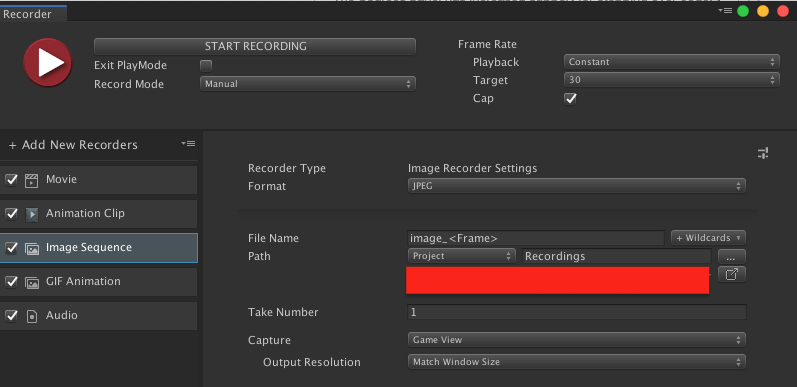 Recorder
START RECORDING
Exit PlayMode
Record Mode Manual
Frame Rate
Playback Constant
Target 30
Cap
+ Add New Recorders
Movie
Animation Clip
Image Sequence
GIF Animation
Audio
Recorder Type Image Recorder Settings
Format JPEG
File Name image_<Frame> + Wildcards
Path Project Recordings ...
Take Number 1
Capture Game View
Output Resolution Match Window Size